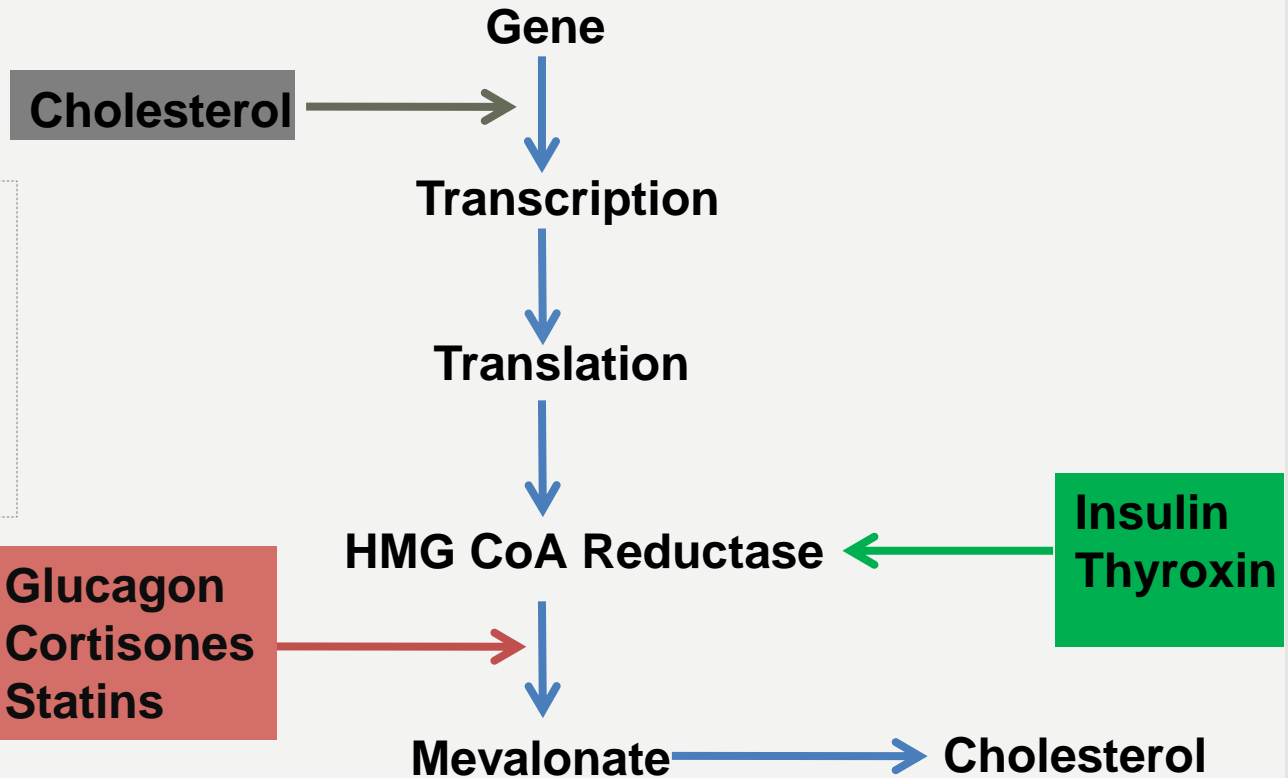 Gene
Cholesterol
Transcription
Translation
HMG CoA Reductase
Insulin
Thyroxin
Glucagon
Cortisones
Statins
Mevalonate
Cholesterol